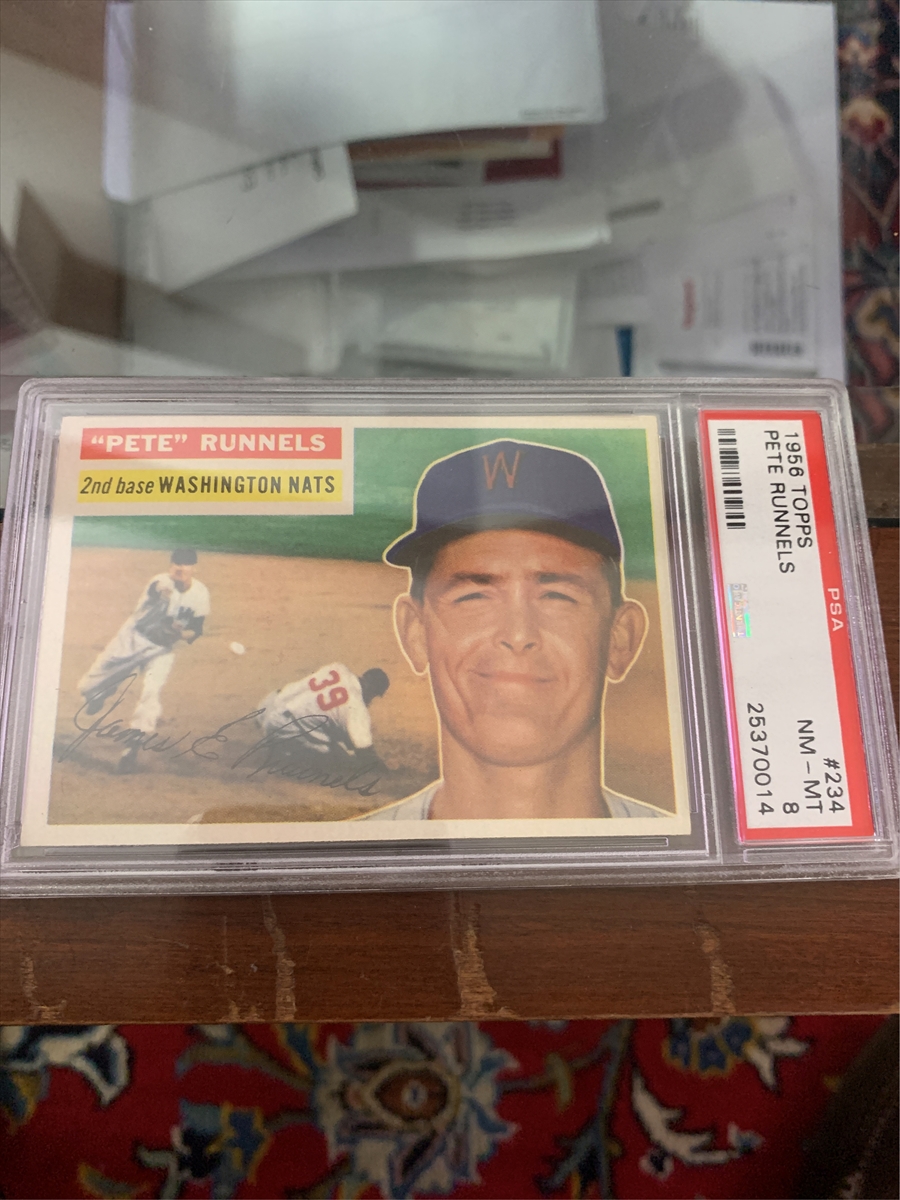 "PETE" RUNNELS
2nd base WASHINGTON NATS
W
39
James E. Runnels
1956 TOPPS
PETE RUNNELS
PSA
#234
NM - MT
8
25370014